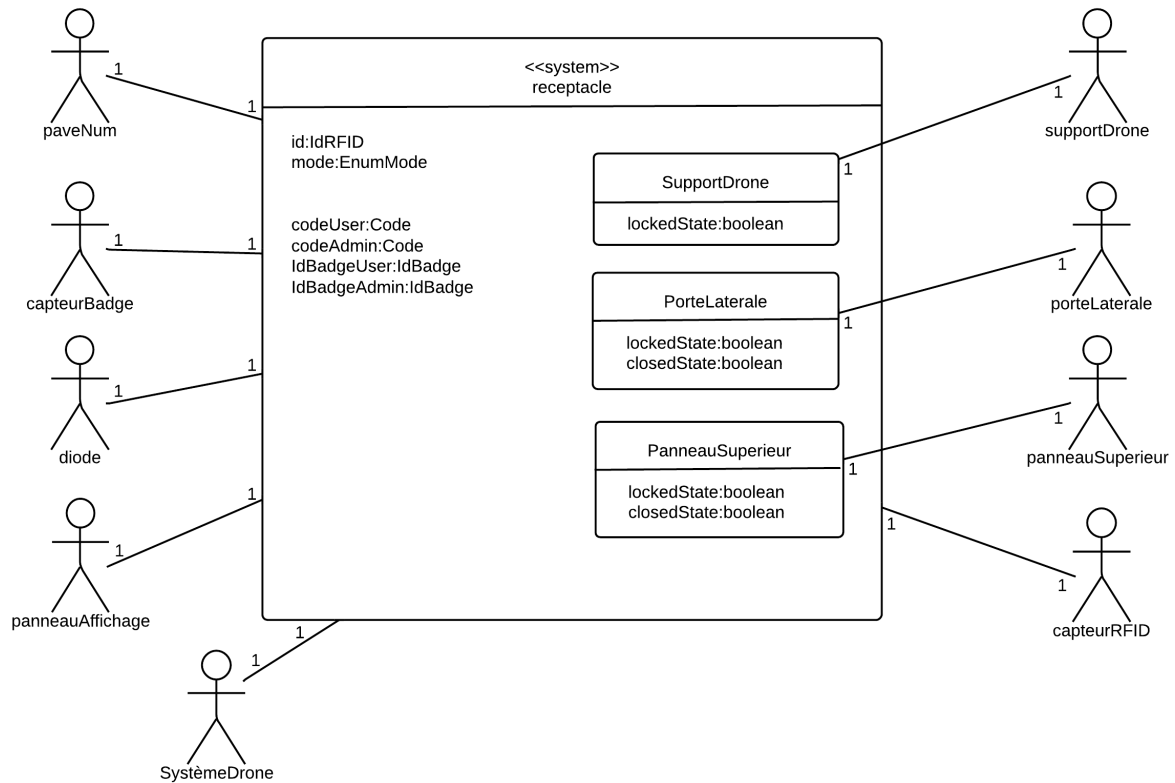 <<system>>
receptacle
id:IdRFID
mode:EnumMode
codeUser:Code
codeAdmin:Code
IdBadgeUser:IdBadge
IdBadgeAdmin:IdBadge
SupportDrone
lockedState:boolean
PorteLaterale
lockedState:boolean
closedState:boolean
PanneauSuperieur
lockedState:boolean
closedState:boolean
1
1
paveNum
1
1
capteurBadge
1
1
diode
1
1
panneauAffichage
1
1
SystèmeDrone
1
1
supportDrone
1
1
porteLaterale
1
1
panneauSuperieur
1
1
capteurRFID